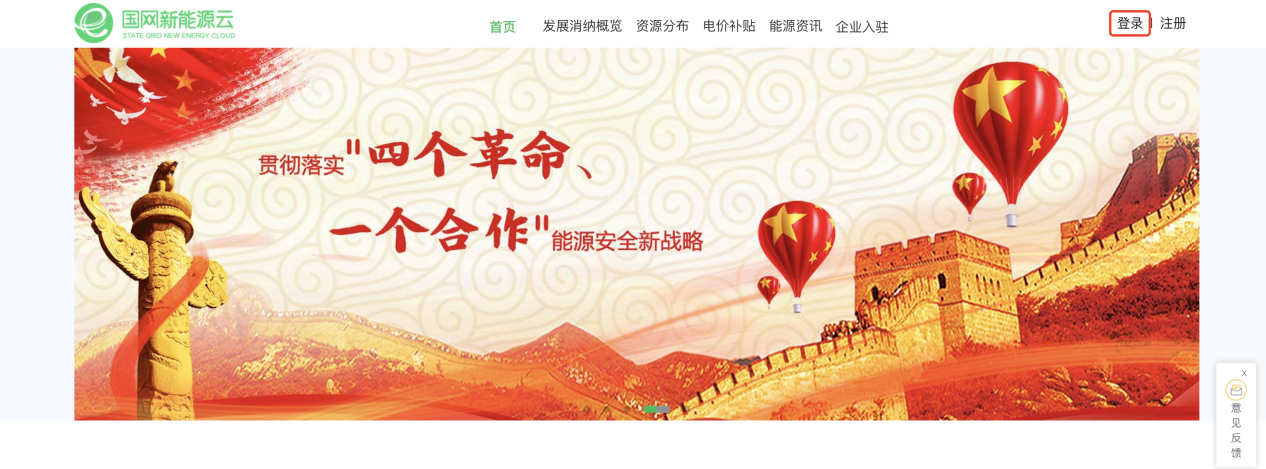 国网新能源云
STATE GRID NEW ENERGY CLOUD
首页 发展消纳概览 资源分布 电价补贴 能源资讯 企业入驻
登录 | 注册
贯彻落实"四个革命、
一个合作"能源安全新战略
x
意
见
反
馈